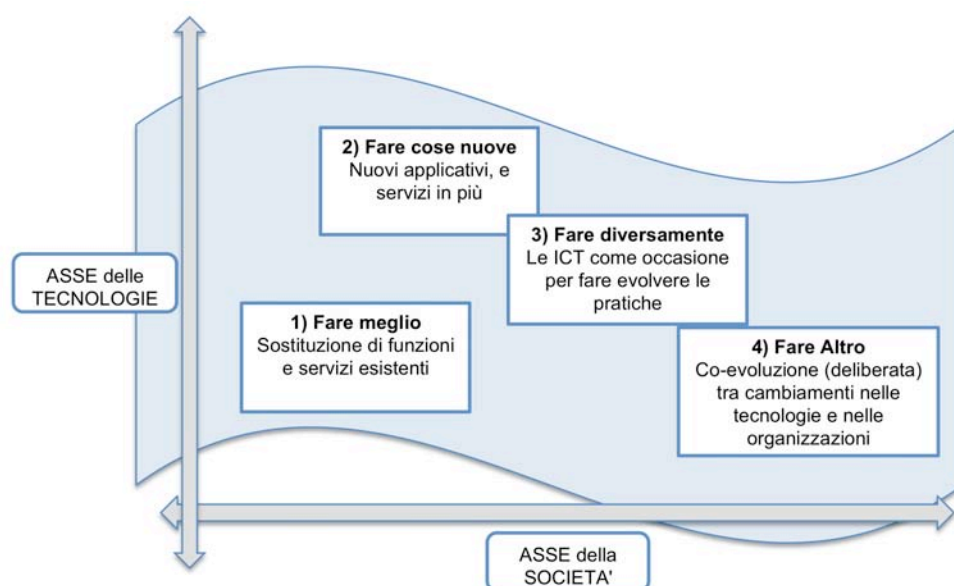 2) Fare cose nuove
Nuovi applicativi, e
servizi in più
3) Fare diversamente
Le ICT come occasione
per fare evolvere le
pratiche
ASSE delle
TECNOLOGIE
1) Fare meglio
Sostituzione di funzioni
e servizi esistenti
4) Fare Altro
Co-evoluzione (deliberata)
tra cambiamenti nelle
tecnologie e nelle
organizzazioni
ASSE della
SOCIETA'